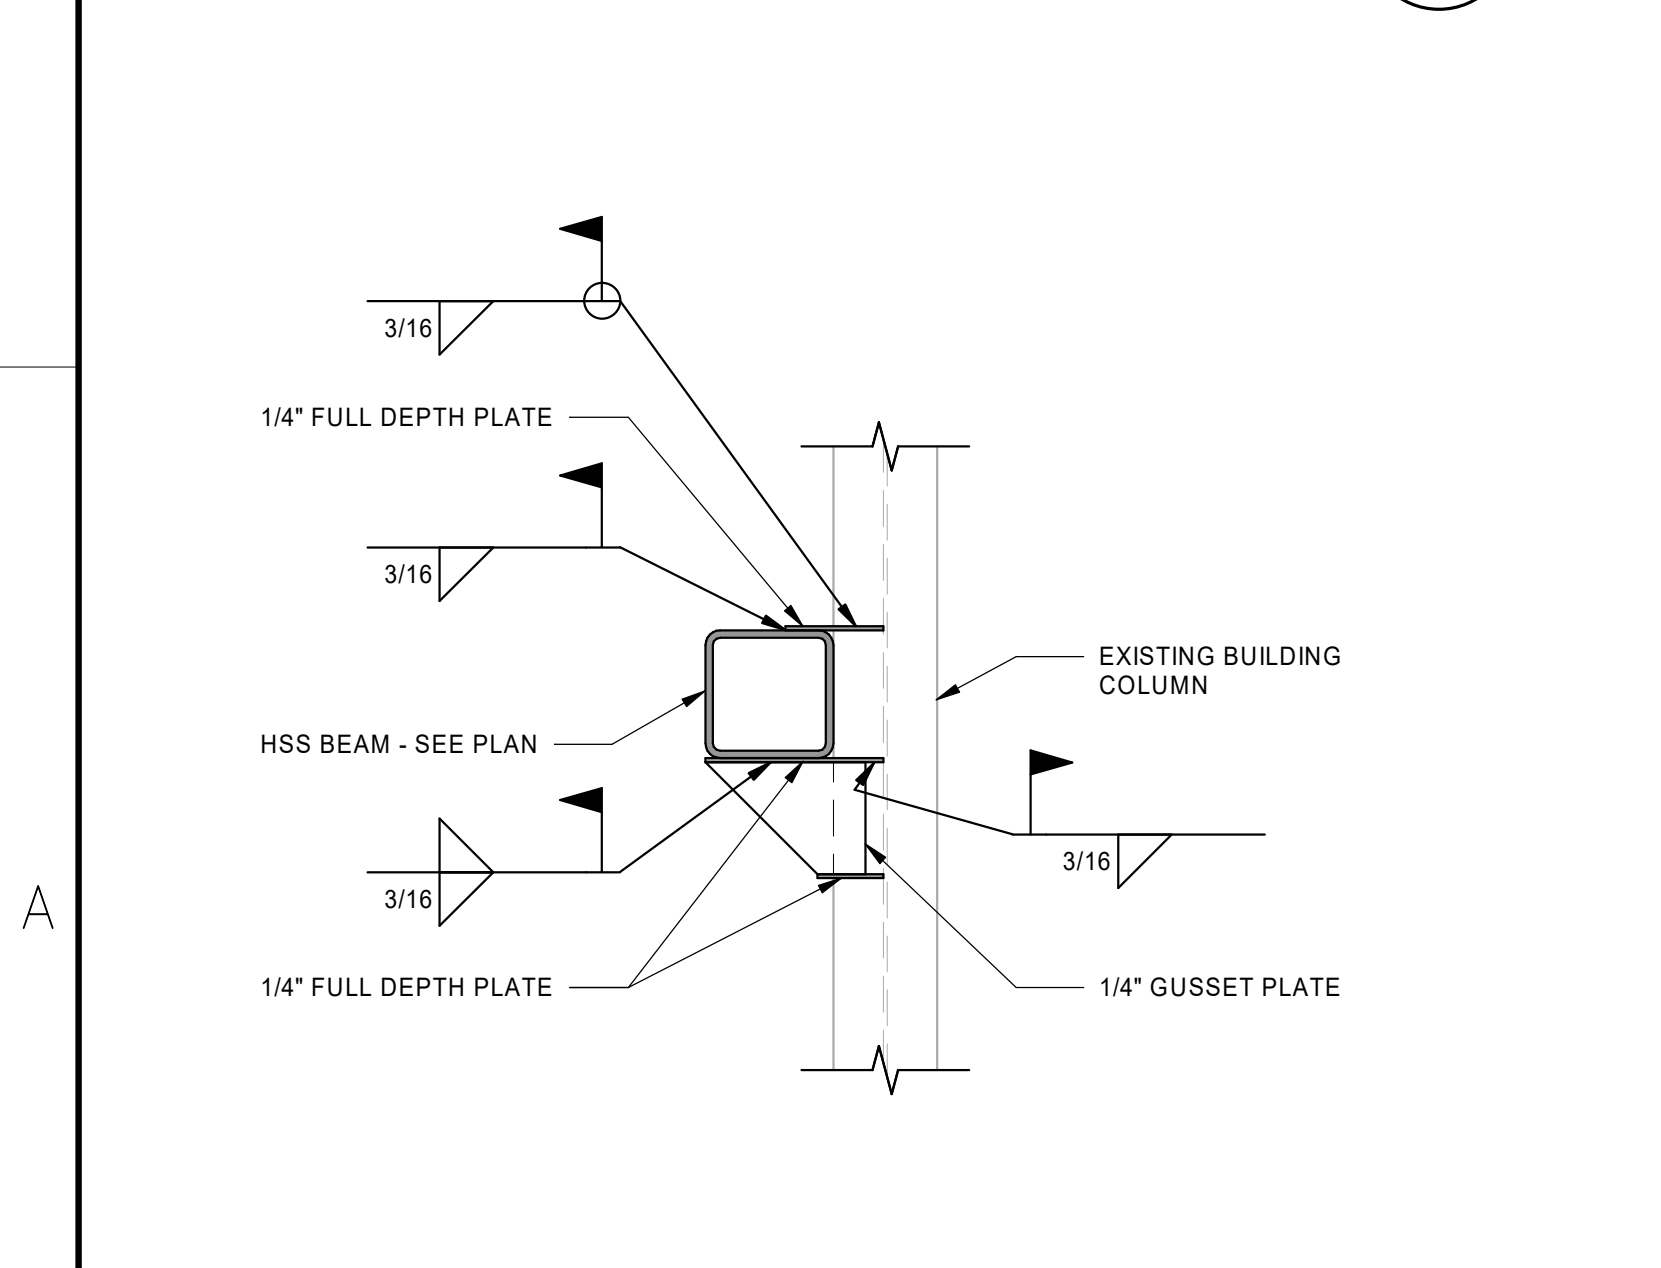 3/16
1/4" FULL DEPTH PLATE
3/16
EXISTING BUILDING
COLUMN
HSS BEAM - SEE PLAN
3/16
3/16
A
1/4" FULL DEPTH PLATE
1/4" GUSSET PLATE